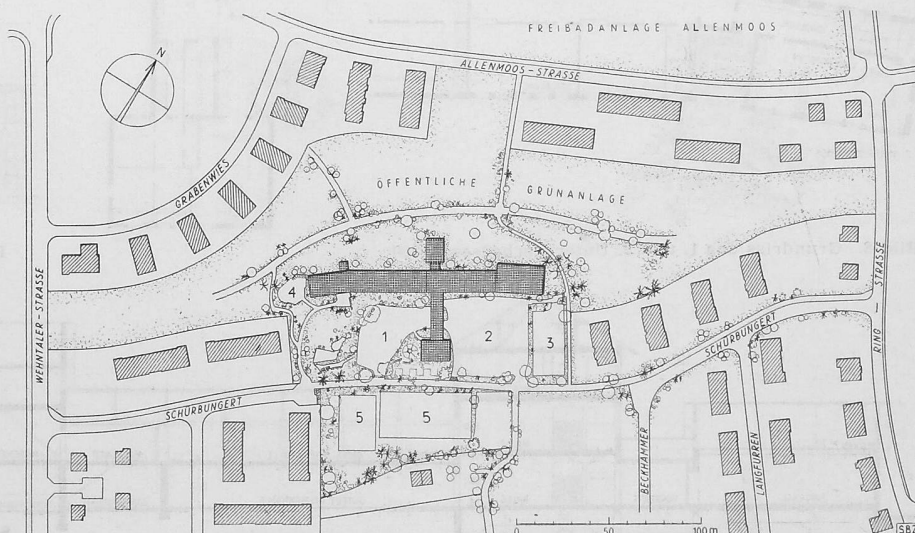 FREIBADANLAGE ALLENMOOS
N
ALLENMOOS-STRASSE
GRABENWIES
ÖFFENTLICHE GRÜNANLAGE
WEHNTALER-STRASSE
RING-STRASSE
4
1
2
3
SCHÜRBUNGERT
SCHÜRBUNGERT
5
5
BECKHAMMER
LANGFURREN
0
50
100 m
SBZ